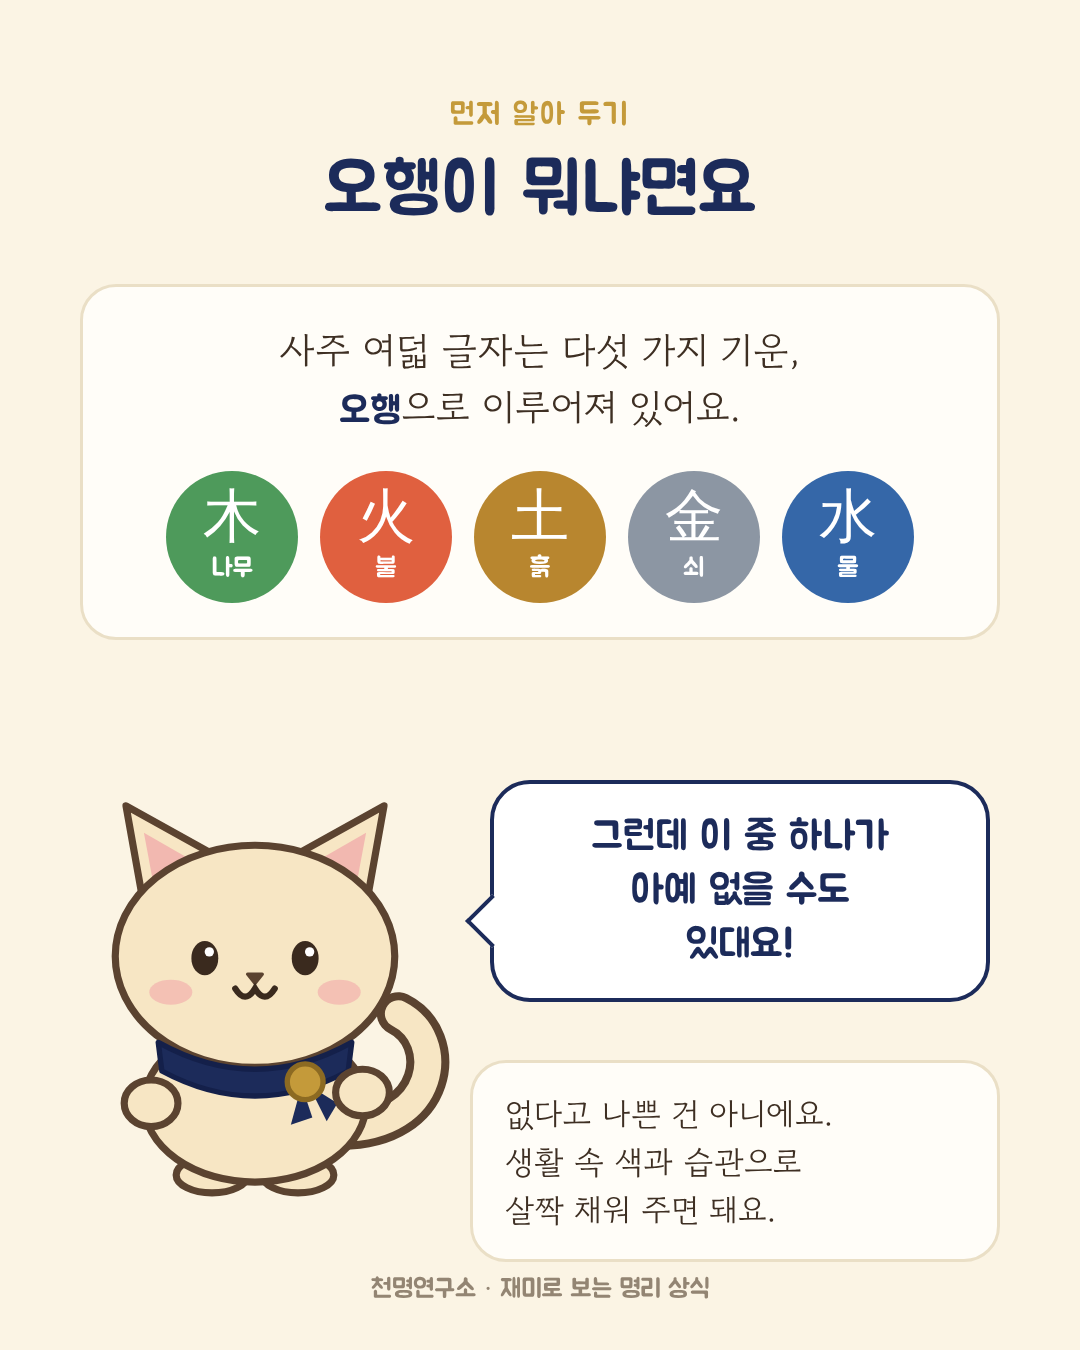 먼저 알아 두기
오행이 뭐냐면요
사주 여덟 글자는 다섯 가지 기운,
오행으로 이루어져 있어요.
木 火 土 金 水
나무 불 흙 쇠 물
그런데 이 중 하나가
아예 없을 수도
있대요!
없다고 나쁜 건 아니에요.
생활 속 색과 습관으로
살짝 채워 주면 돼요.
천명연구소 · 재미로 보는 명리 상식